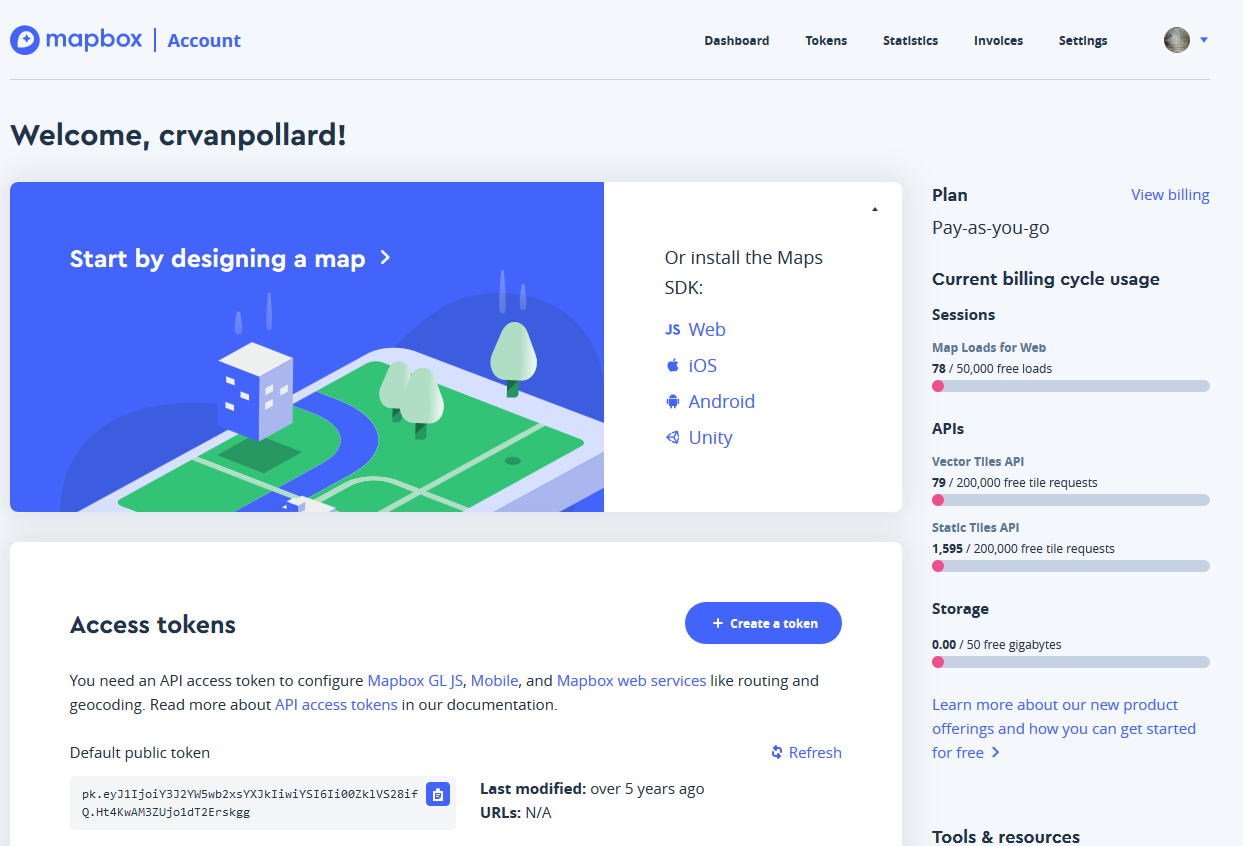 mapbox | Account
Dashboard
Tokens
Statistics
Invoices
Settings
Welcome, crvanpollard!
Start by designing a map
Or install the Maps
SDK:
JS Web
iOS
Android
Unity
Plan
View billing
Pay-as-you-go
Current billing cycle usage
Sessions
Map Loads for Web
78 / 50,000 free loads
APIs
Vector Tiles API
79 / 200,000 free tile requests
Static Tiles API
1,595 / 200,000 free tile requests
Storage
0.00 / 50 free gigabytes
Learn more about our new product
offerings and how you can get started
for free
Tools & resources
Access tokens
+ Create a token
You need an API access token to configure Mapbox GL JS, Mobile, and Mapbox web services like routing and
geocoding. Read more about API access tokens in our documentation.
Default public token
Refresh
pk.eyJ1IjoiY3J2YW5wb2xsYXJkIiwiYSI6Ii00ZklVS28if
Q.Ht4KwAM3ZUjo1dT2Erskgg
Last modified: over 5 years ago
URLs: N/A